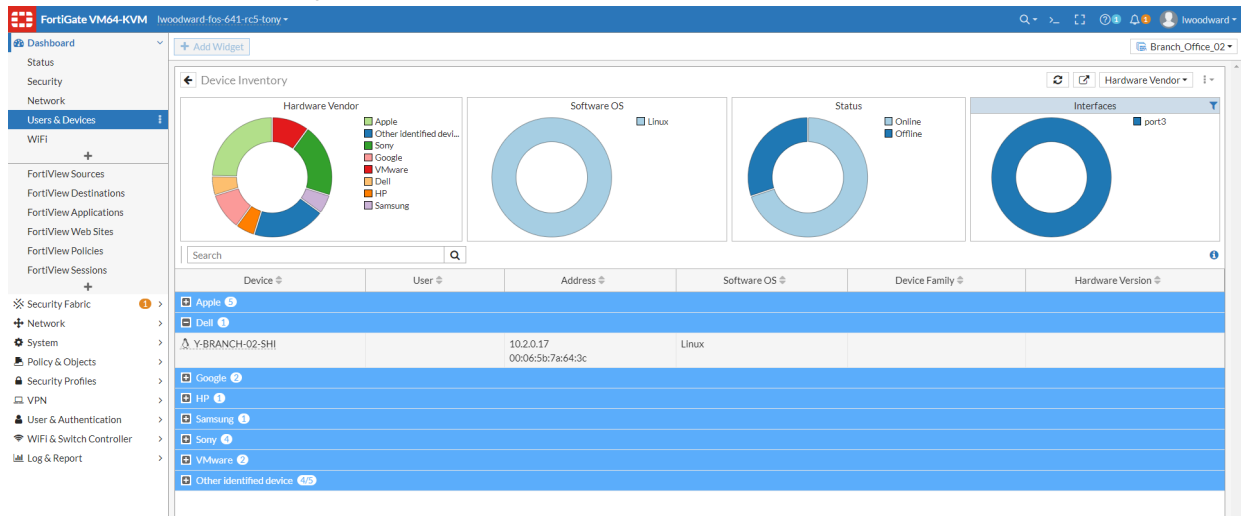 FortiGate VM64-KVM lwoodward-fos-641-rc5-tony
1 1 lwoodward
Dashboard
Status
Security
Network
Users & Devices
WiFi
FortiView Sources
FortiView Destinations
FortiView Applications
FortiView Web Sites
FortiView Policies
FortiView Sessions
Security Fabric 1
Network
System
Policy & Objects
Security Profiles
VPN
User & Authentication
WiFi & Switch Controller
Log & Report
+ Add Widget
Branch_Office_02
Device Inventory
Hardware Vendor
Hardware Vendor
Apple
Other identified devi...
Sony
Google
VMware
Dell
HP
Samsung
Software OS
Linux
Status
Online
Offline
Interfaces
port3
Search
Device User Address Software OS Device Family Hardware Version
Apple 5
Dell 1
Y-BRANCH-02-SHI 10.2.0.17 Linux
00:06:5b:7a:64:3c
Google 2
HP 1
Samsung 1
Sony 4
VMware 2
Other identified device 4/5